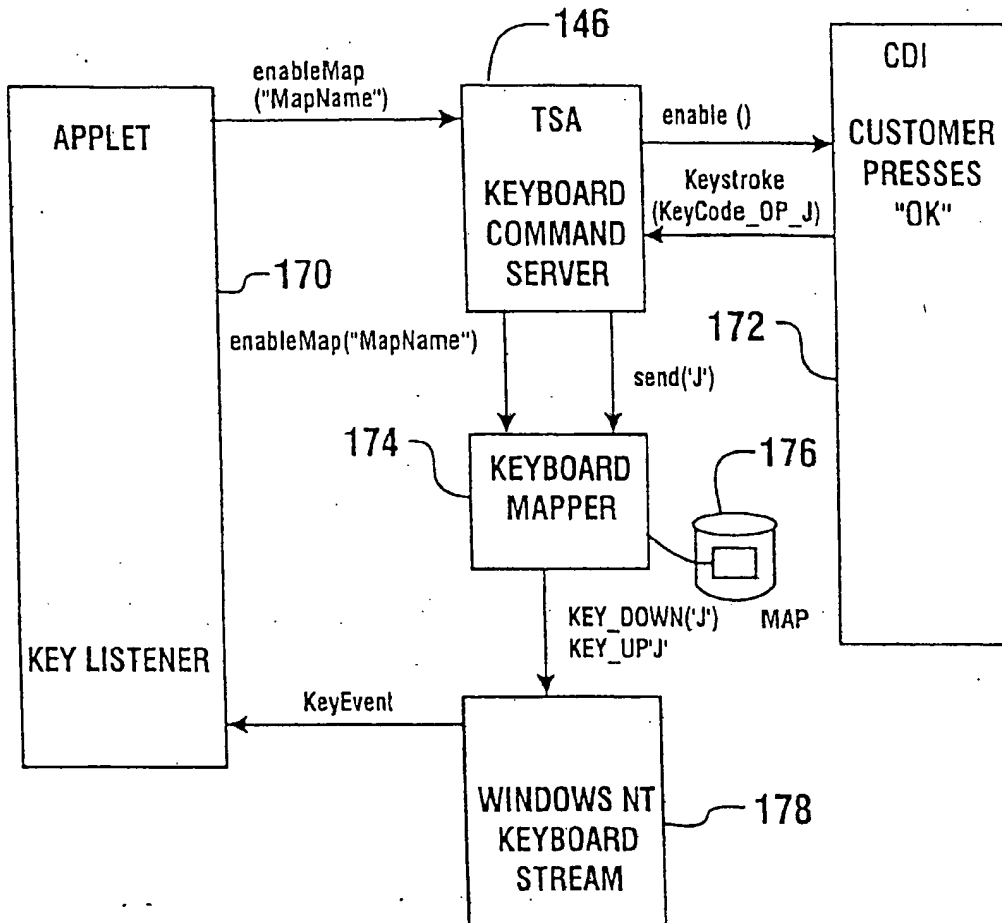 146
CDI
CUSTOMER
PRESSES
"OK"
enableMap
("MapName")
APPLET
TSA
KEYBOARD
COMMAND
SERVER
enable ()
Keystroke
(KeyCode_OP_J)
170
172
enableMap("MapName")
send('J')
174
KEYBOARD
MAPPER
176
MAP
KEY_DOWN('J')
KEY_UP'J'
KEY LISTENER
KeyEvent
WINDOWS NT
KEYBOARD
STREAM
178